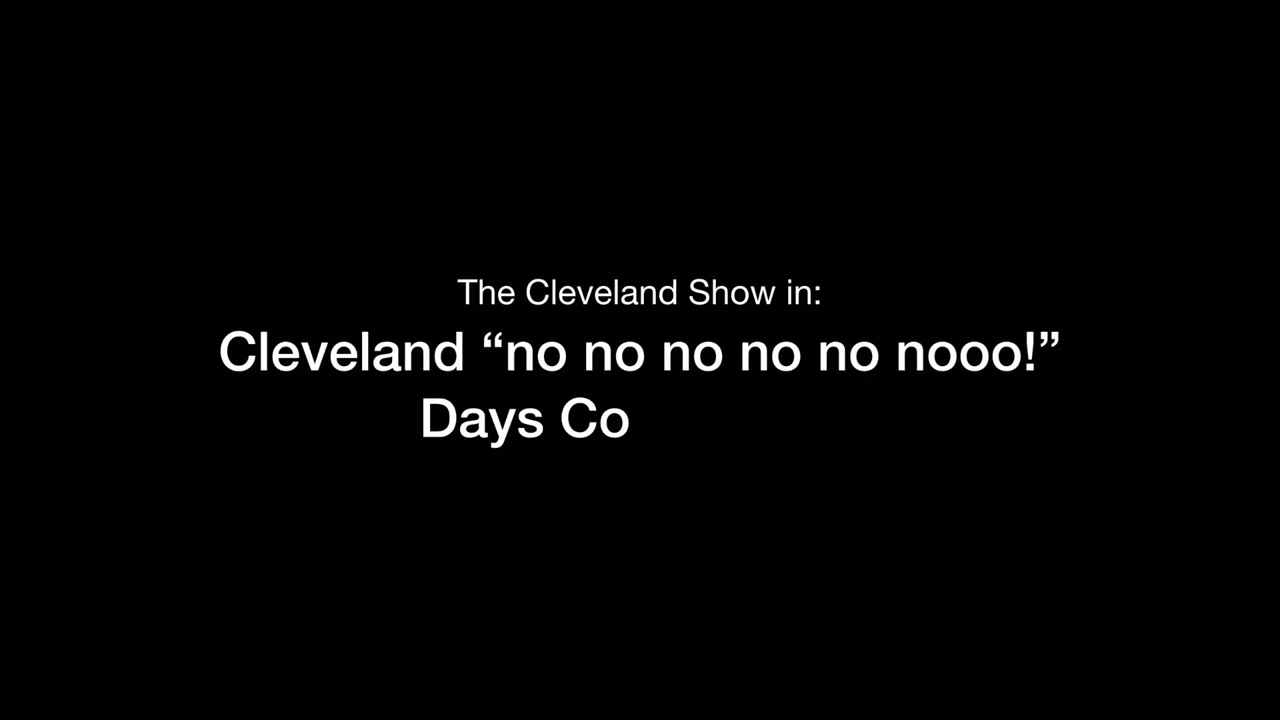 The Cleveland Show in:
Cleveland “no no no no no nooo!”
Days Co